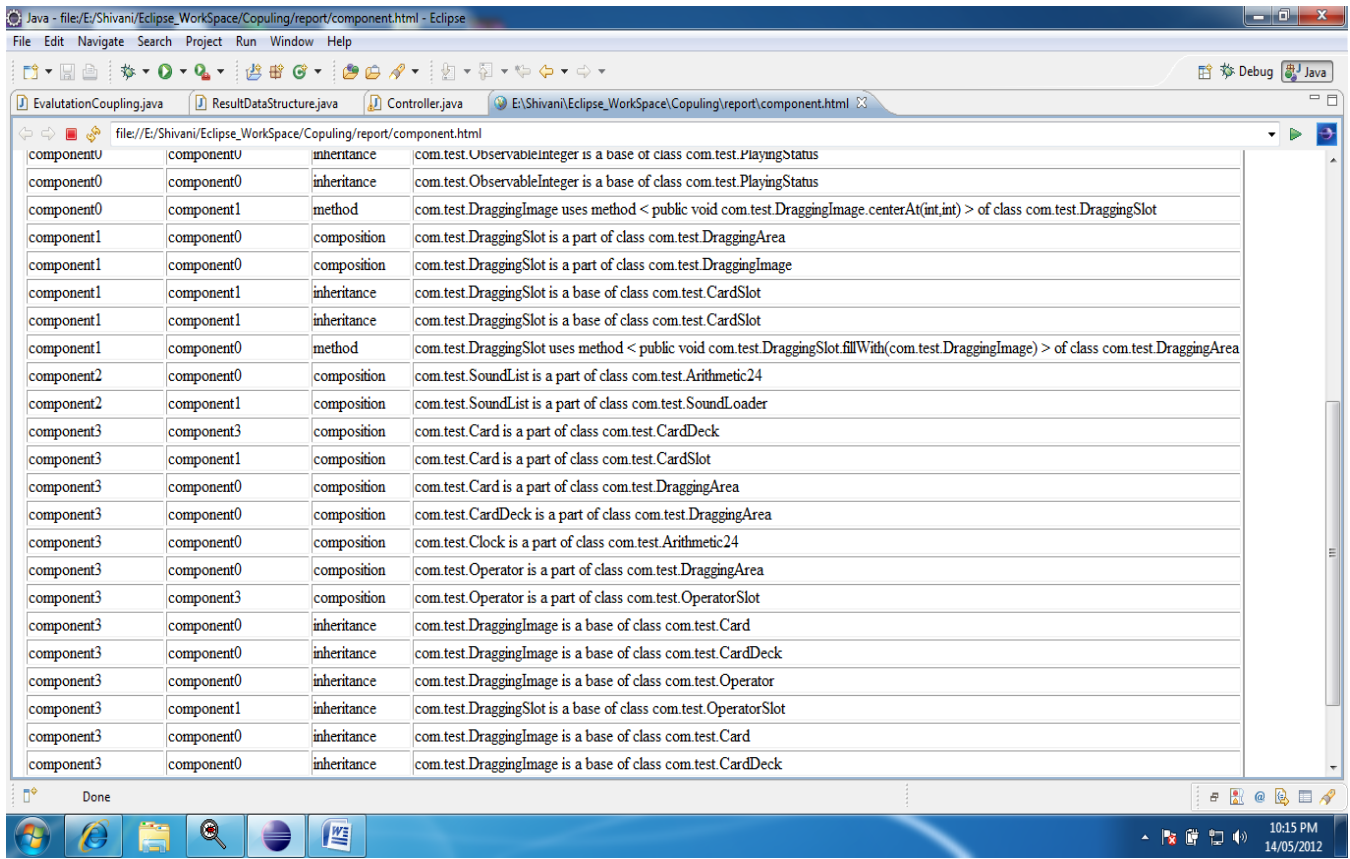 Java - file:/E:/Shivani/Eclipse_WorkSpace/Copuling/report/component.html - Eclipse
File Edit Navigate Search Project Run Window Help
Debug Java
EvalutationCoupling.java ResultDataStructure.java Controller.java E:\Shivani\Eclipse_WorkSpace\Copuling\report\component.html
file://E:/Shivani/Eclipse_WorkSpace/Copuling/report/component.html
component0 component0 inheritance com.test.ObservableInteger is a base of class com.test.PlayingStatus
component0 component0 inheritance com.test.ObservableInteger is a base of class com.test.PlayingStatus
component0 component1 method com.test.DraggingImage uses method < public void com.test.DraggingImage.centerAt(int,int) > of class com.test.DraggingSlot
component1 component0 composition com.test.DraggingSlot is a part of class com.test.DraggingArea
component1 component0 composition com.test.DraggingSlot is a part of class com.test.DraggingImage
component1 component1 inheritance com.test.DraggingSlot is a base of class com.test.CardSlot
component1 component1 inheritance com.test.DraggingSlot is a base of class com.test.CardSlot
component1 component0 method com.test.DraggingSlot uses method < public void com.test.DraggingSlot.fillWith(com.test.DraggingImage) > of class com.test.DraggingArea
component2 component0 composition com.test.SoundList is a part of class com.test.Arithmetic24
component2 component1 composition com.test.SoundList is a part of class com.test.SoundLoader
component3 component3 composition com.test.Card is a part of class com.test.CardDeck
component3 component1 composition com.test.Card is a part of class com.test.CardSlot
component3 component0 composition com.test.Card is a part of class com.test.DraggingArea
component3 component0 composition com.test.CardDeck is a part of class com.test.DraggingArea
component3 component0 composition com.test.Clock is a part of class com.test.Arithmetic24
component3 component0 composition com.test.Operator is a part of class com.test.DraggingArea
component3 component3 composition com.test.Operator is a part of class com.test.OperatorSlot
component3 component0 inheritance com.test.DraggingImage is a base of class com.test.Card
component3 component0 inheritance com.test.DraggingImage is a base of class com.test.CardDeck
component3 component0 inheritance com.test.DraggingImage is a base of class com.test.Operator
component3 component1 inheritance com.test.DraggingSlot is a base of class com.test.OperatorSlot
component3 component0 inheritance com.test.DraggingImage is a base of class com.test.Card
component3 component0 inheritance com.test.DraggingImage is a base of class com.test.CardDeck
Done
10:15 PM
14/05/2012